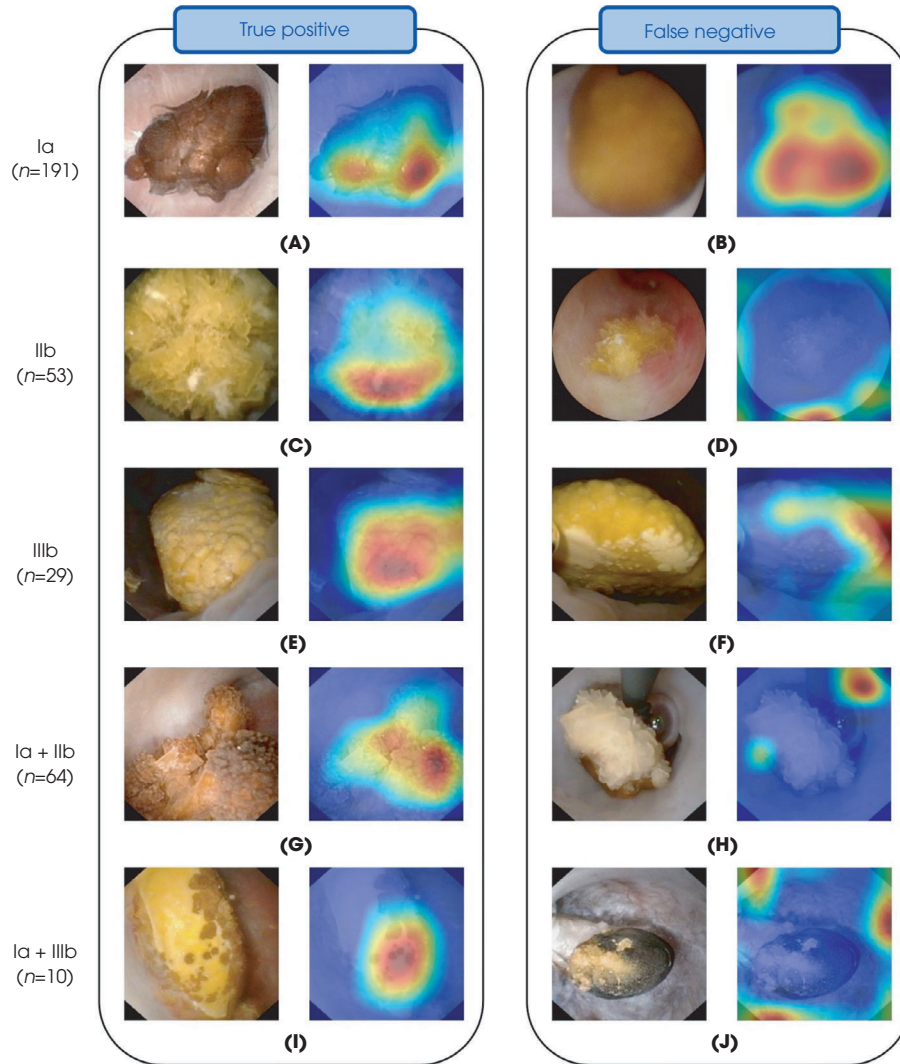 True positive
False negative
Ia
(n=191)
(A)
(B)
IIb
(n=53)
(C)
(D)
IIIb
(n=29)
(E)
(F)
Ia + IIb
(n=64)
(G)
(H)
Ia + IIIb
(n=10)
(I)
(J)